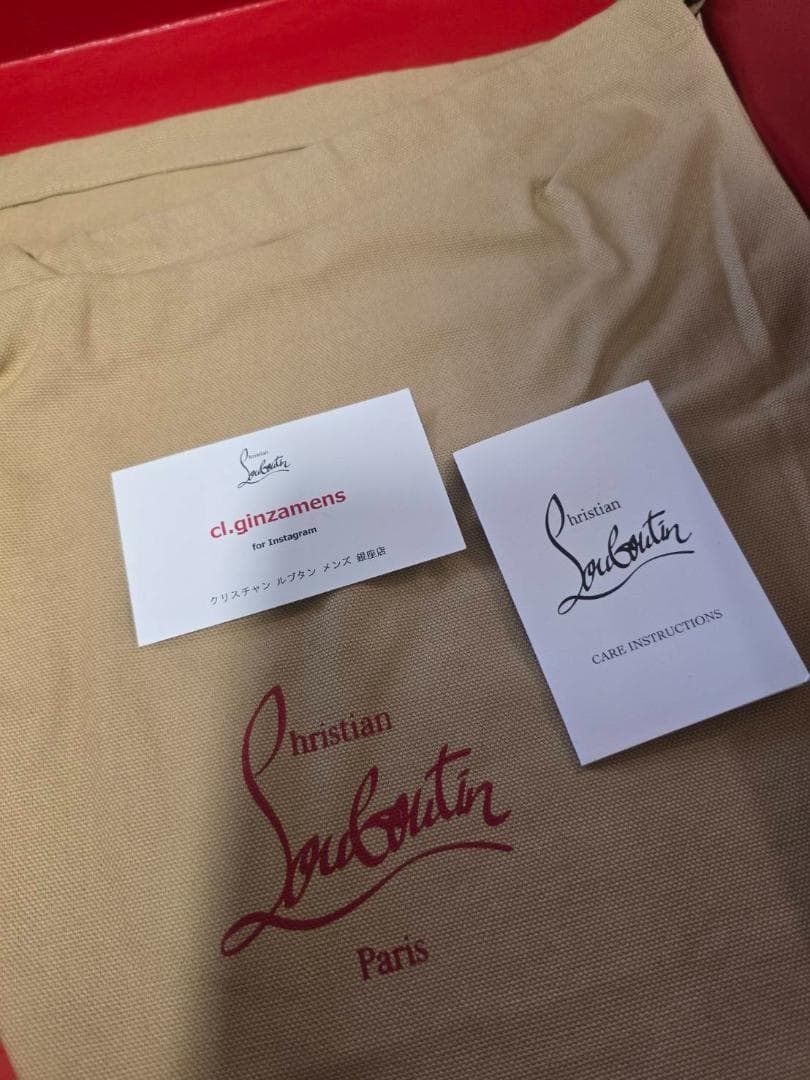 Christian
Louboutin
cl.ginzamens
for Instagram
クリスチャン ルブタン メンズ 銀座店
Christian
Louboutin
CARE INSTRUCTIONS
Christian
Louboutin
Paris